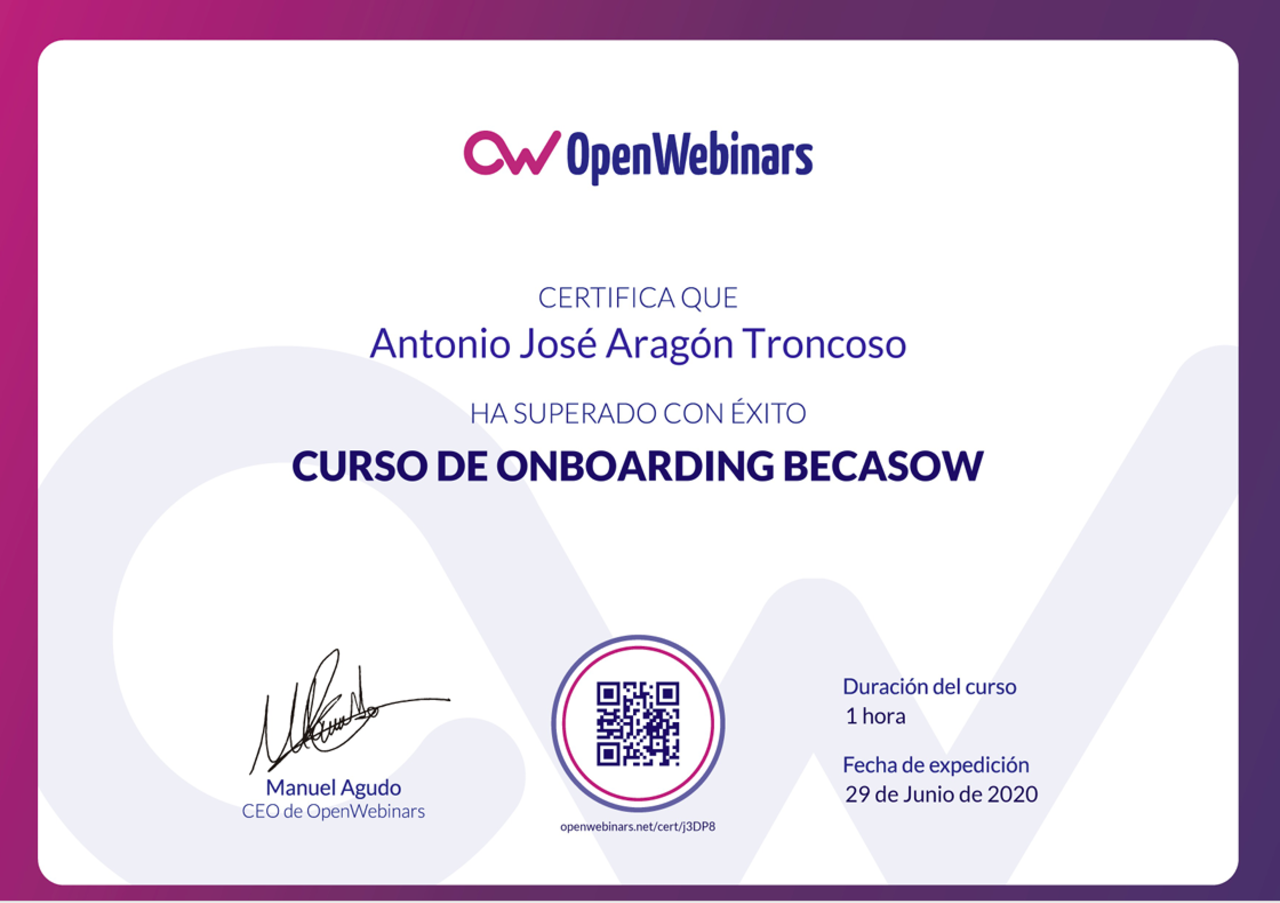 OpenWebinars
CERTIFICA QUE
Antonio José Aragón Troncoso
HA SUPERADO CON ÉXITO
CURSO DE ONBOARDING BECASOW
Manuel Agudo
CEO de OpenWebinars
openwebinars.net/cert/j3DP8
Duración del curso
1 hora
Fecha de expedición
29 de Junio de 2020